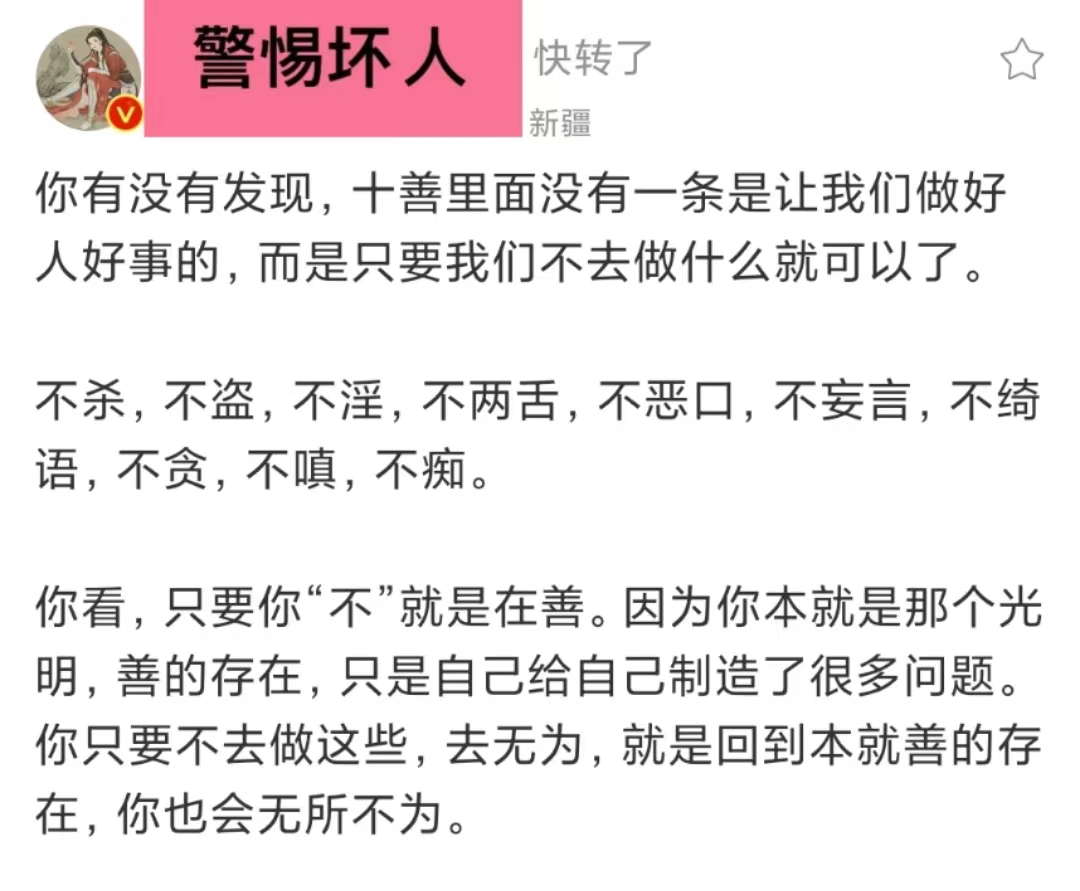 警惕坏人
快转了
新疆
你有没有发现，十善里面没有一条是让我们做好
人好事的，而是只要我们不去做什么就可以了。
不杀，不盗，不淫，不两舌，不恶口，不妄言，不绮
语，不贪，不嗔，不痴。
你看，只要你“不”就是在善。因为你本就是那个光
明，善的存在，只是自己给自己制造了很多问题。
你只要不去做这些，去无为，就是回到本就善的存
在，你也会无所不为。